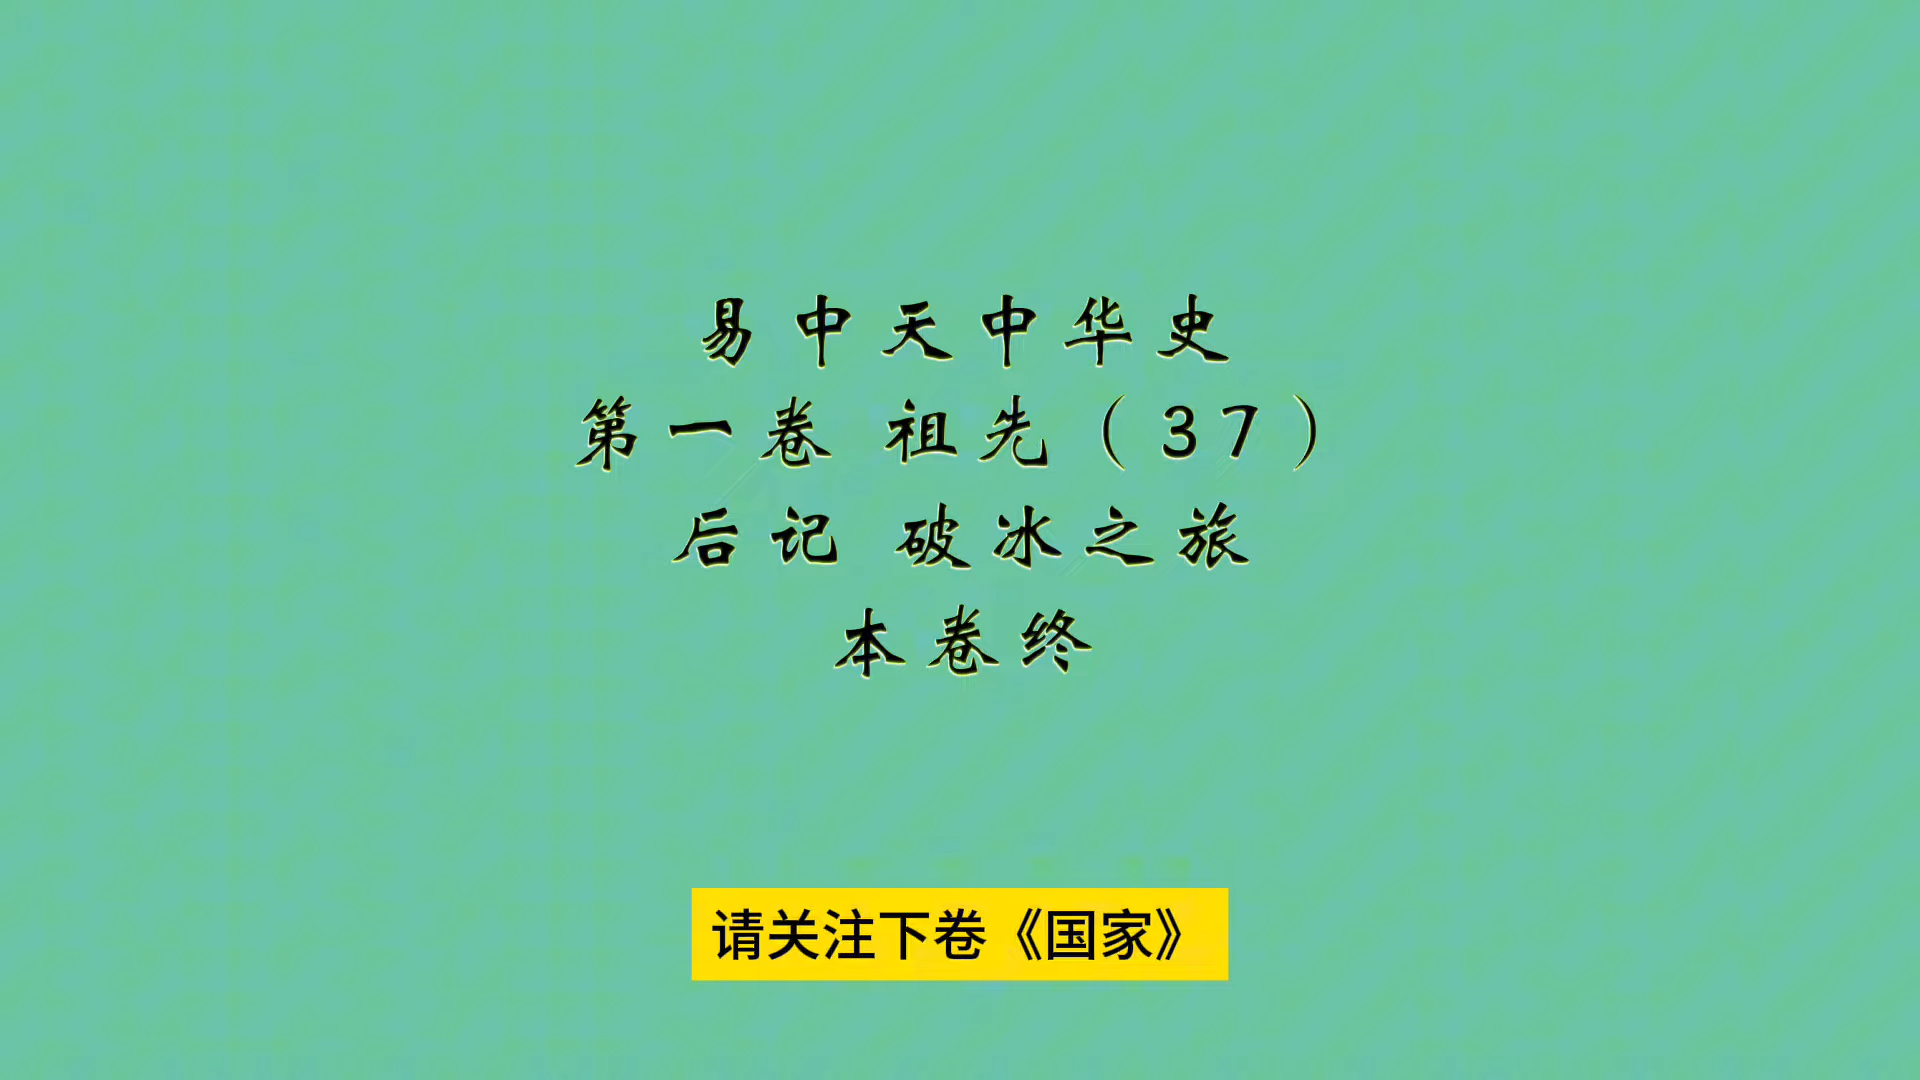 易中天中华史
第一卷 祖先（37）
后记 破冰之旅
本卷终
请关注下卷《国家》